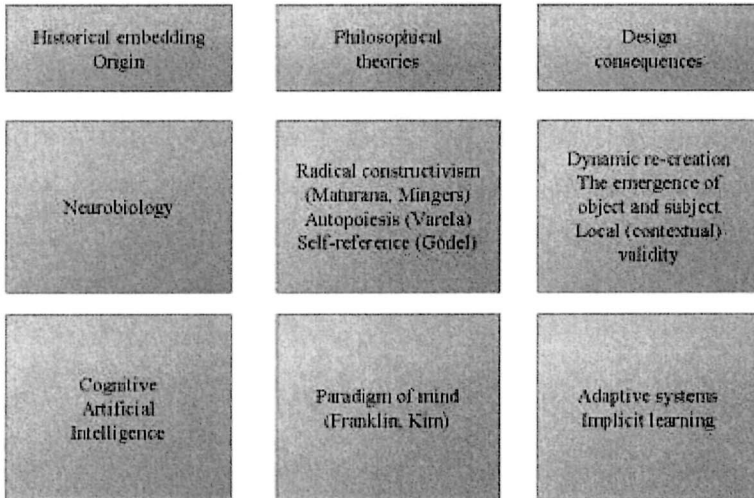 Historical embedding
Origin
Philosophical
theories
Design
consequences
Neurobiology
Radical constructivism
(Maturana, Mingers)
Autopoiesis (Varela)
Self-reference (Gödel)
Dynamic re-creation
The emergence of
object and subject
Local (contextual)
validity
Cognitive
Artificial
Intelligence
Paradigm of mind
(Franklin, Kim)
Adaptive systems
Implicit learning